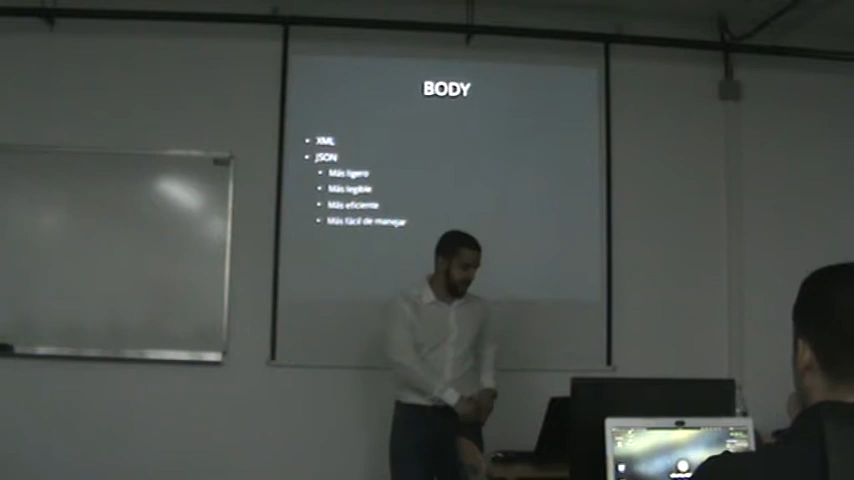 BODY
XML
JSON
Más ligero
Más legible
Más eficiente
Más fácil de manejar